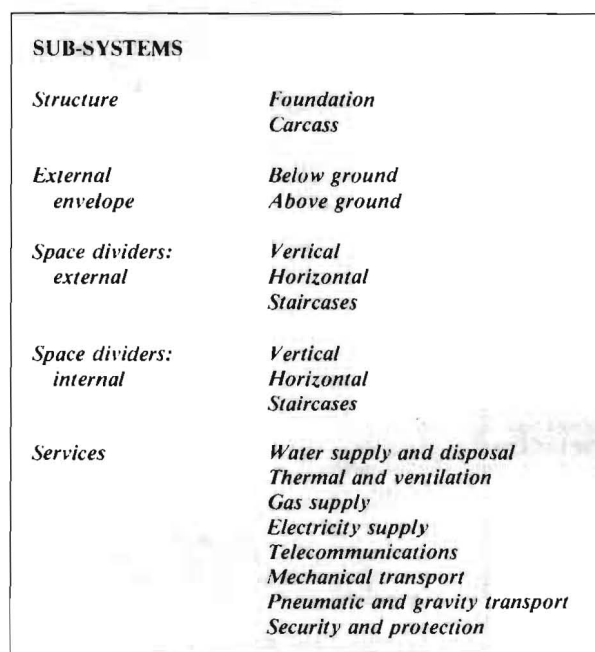 SUB-SYSTEMS
Structure Foundation
Carcass
External Below ground
envelope Above ground
Space dividers: Vertical
external Horizontal
Staircases
Space dividers: Vertical
internal Horizontal
Staircases
Services Water supply and disposal
Thermal and ventilation
Gas supply
Electricity supply
Telecommunications
Mechanical transport
Pneumatic and gravity transport
Security and protection